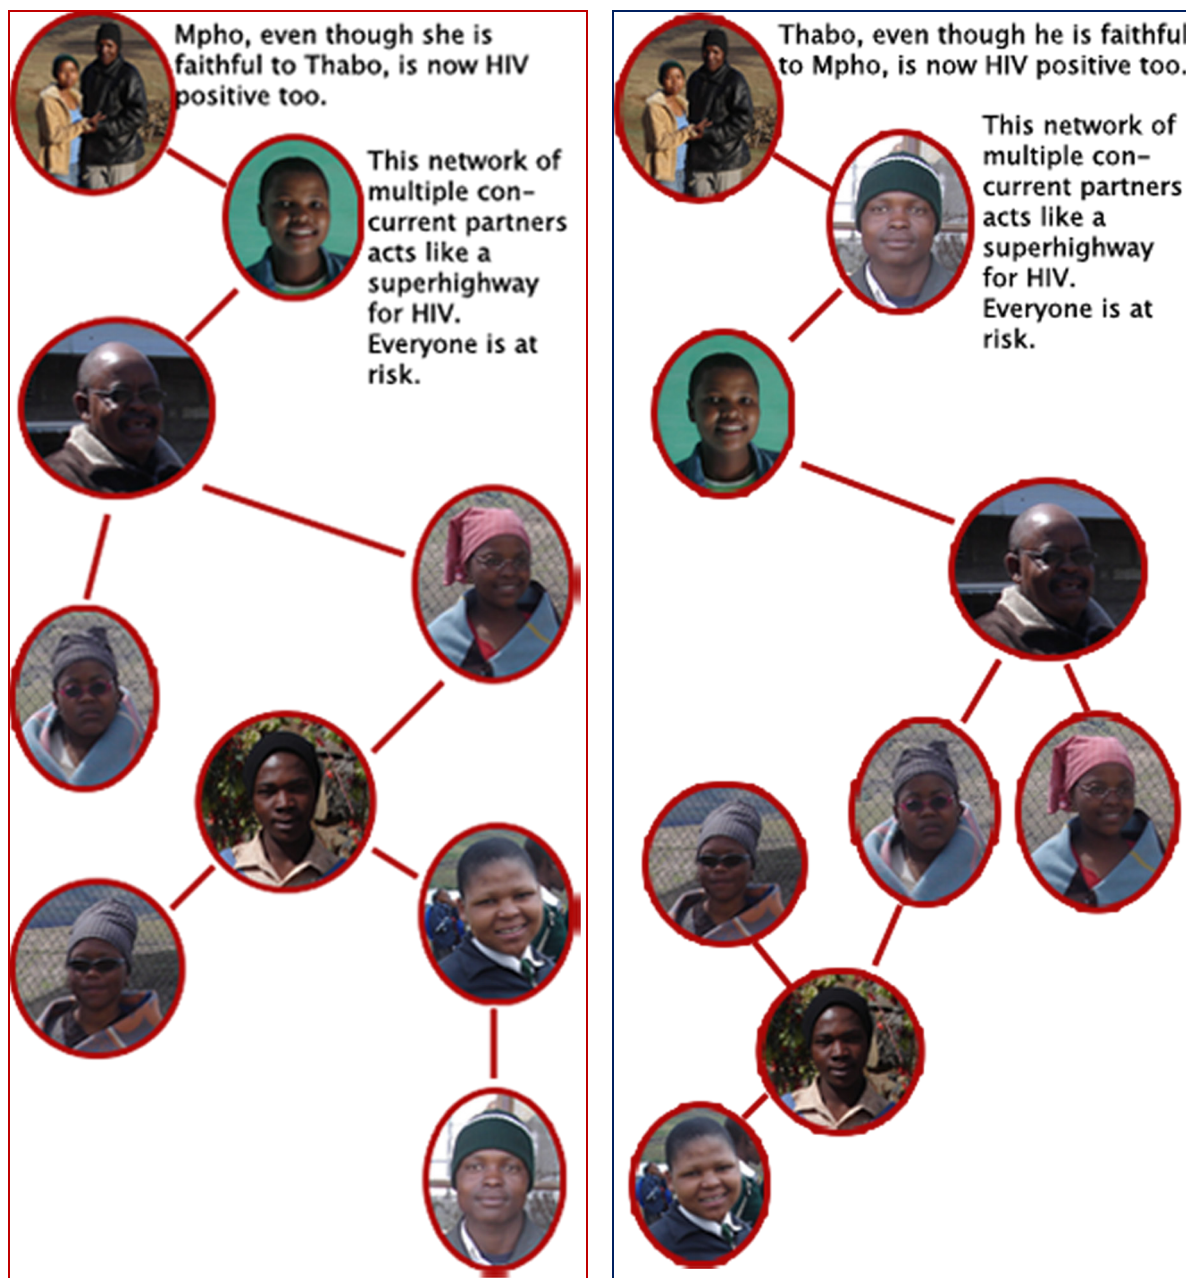 Mpho, even though she is
faithful to Thabo, is now HIV
positive too.
This network of
multiple con-
current partners
acts like a
superhighway
for HIV.
Everyone is at
risk.
Thabo, even though he is faithful
to Mpho, is now HIV positive too.
This network of
multiple con-
current partners
acts like a
superhighway
for HIV.
Everyone is at
risk.